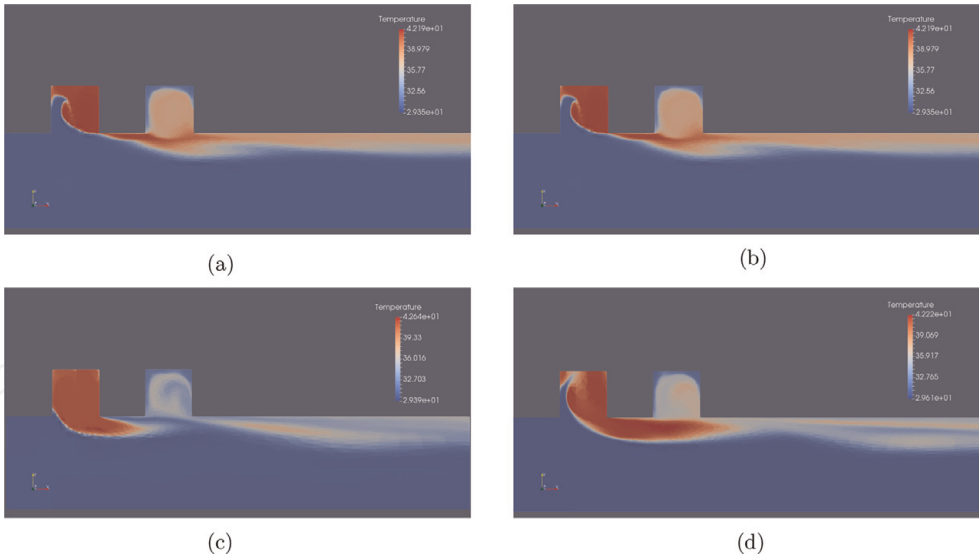 Temperature
4.219e+01
38.979
35.77
32.56
2.935e+01
(a)
Temperature
4.219e+01
38.979
35.77
32.56
2.935e+01
(b)
Temperature
4.264e+01
39.33
36.016
32.703
2.939e+01
(c)
Temperature
4.222e+01
39.069
35.917
32.765
2.961e+01
(d)